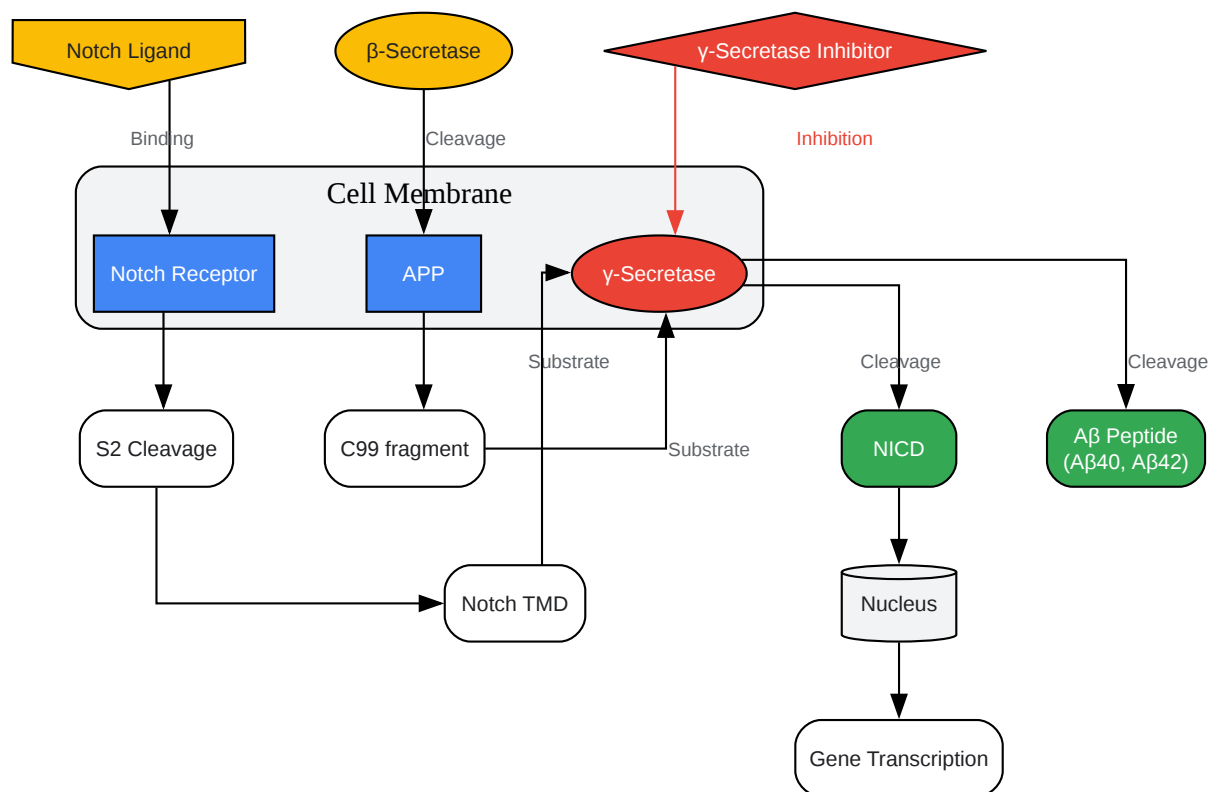 Notch Ligand
β-Secretase
γ-Secretase Inhibitor
Binding
Cleavage
Inhibition
Cell Membrane
Notch Receptor
APP
γ-Secretase
Substrate
Cleavage
Cleavage
S2 Cleavage
C99 fragment
Substrate
NICD
Aβ Peptide
(Aβ40, Aβ42)
Notch TMD
Nucleus
Gene Transcription